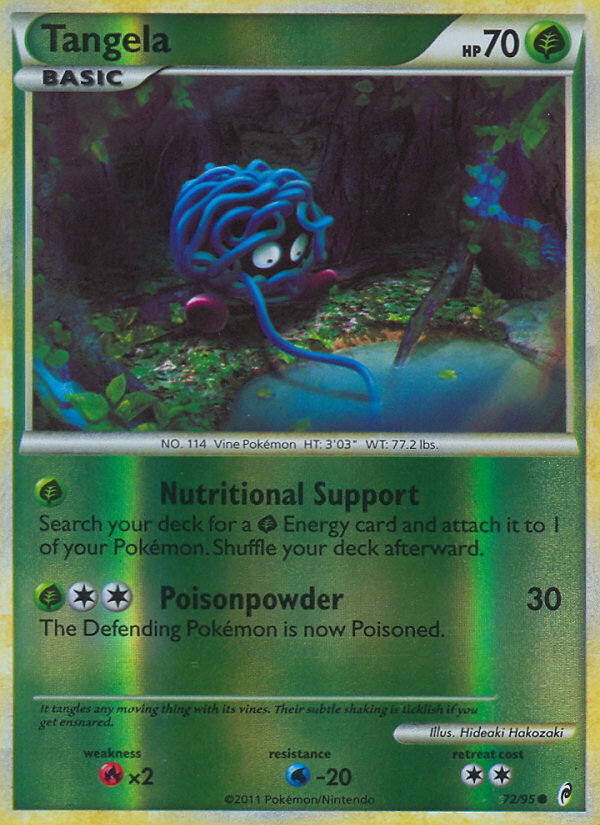 Tangela
HP 70
BASIC
NO. 114 Vine Pokémon HT: 3'03" WT: 77.2 lbs.
Nutritional Support
Search your deck for a Energy card and attach it to 1
of your Pokémon. Shuffle your deck afterward.
Poisonpowder 30
The Defending Pokémon is now Poisoned.
It tangles any moving thing with its vines. Their subtle shaking is ticklish if you
get ensnared.
Illus. Hideaki Hakozaki
weakness resistance retreat cost
×2 -20
©2011 Pokémon/Nintendo 72/95